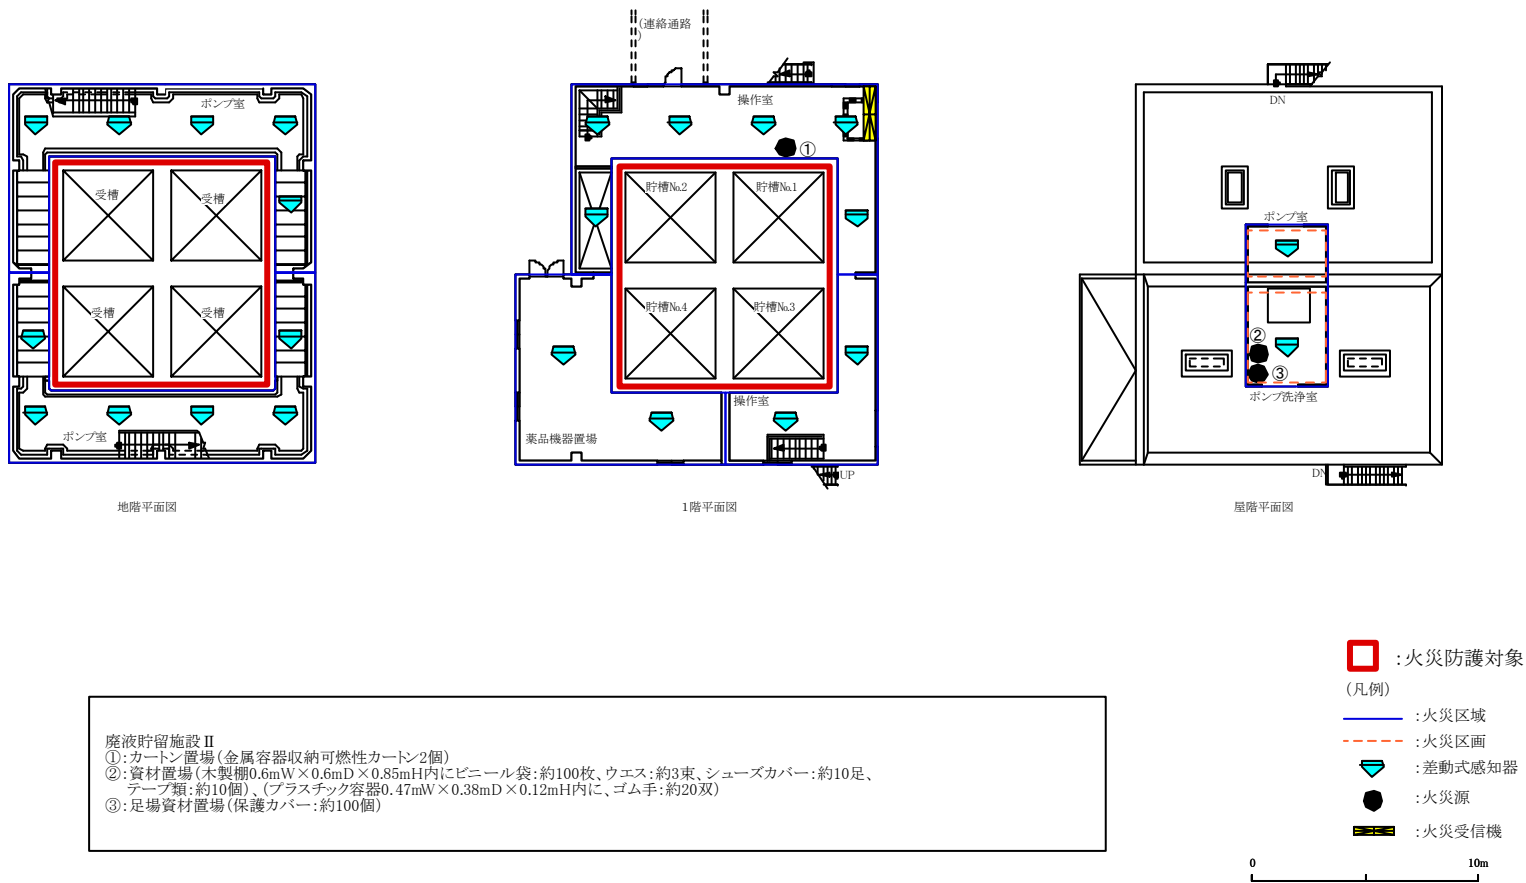 (連絡通路
)
ポンプ室
受槽
受槽
受槽
受槽
ポンプ室
地階平面図
操作室
①
貯槽No.2
貯槽No.1
貯槽No.4
貯槽No.3
操作室
薬品機器置場
UP
1階平面図
DN
ポンプ室
②
③
ポンプ洗浄室
DN
屋階平面図
:火災防護対象
(凡例)
:火災区域
:火災区画
:差動式感知器
:火災源
:火災受信機
0
10m
廃液貯留施設Ⅱ
①:カートン置場(金属容器収納可燃性カートン2個)
②:資材置場(木製棚0.6mW×0.6mD×0.85mH内にビニール袋:約100枚、ウエス:約3束、シューズカバー:約10足、
テープ類:約10個)、(プラスチック容器0.47mW×0.38mD×0.12mH内に、ゴム手:約20双)
③:足場資材置場(保護カバー:約100個)